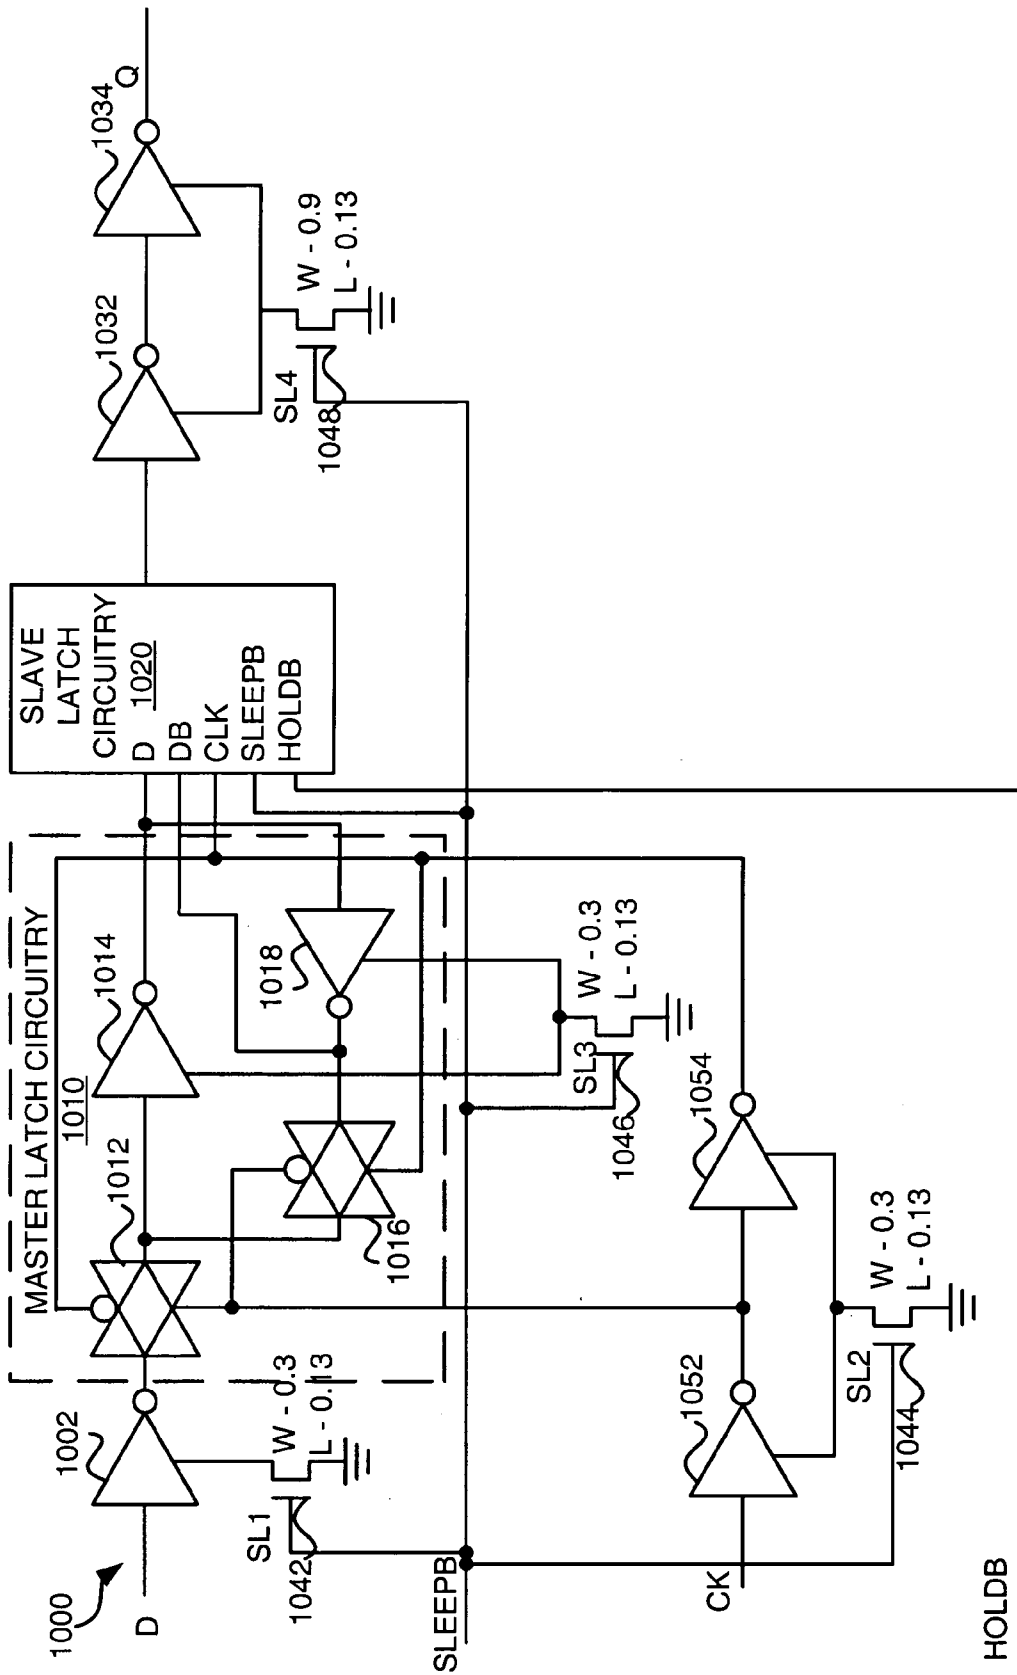 1000
D
1002
SL1
1042
W - 0.3
L - 0.13
MASTER LATCH CIRCUITRY
1010
1012
1014
1016
1018
SLAVE
LATCH
CIRCUITRY
1020
D
DB
CLK
SLEEPB
HOLDB
1032
1034
Q
SL4
1048
W - 0.9
L - 0.13
SLEEPB
SL3
1046
W - 0.3
L - 0.13
CK
1052
1054
SL2
1044
W - 0.3
L - 0.13
HOLDB